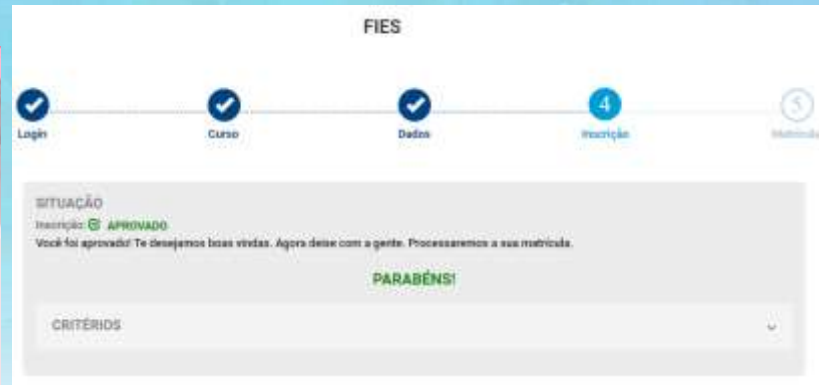 FIES
4
5
Login
Curso
Dados
Inscrição
Matrícula
SITUAÇÃO
Inscrição: APROVADO
Você foi aprovado! Te desejamos boas vindas. Agora deixe com a gente. Processaremos a sua matrícula.
PARABÉNS!
CRITÉRIOS